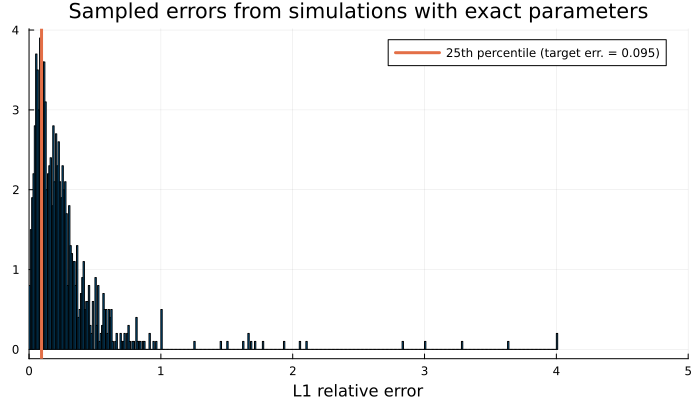 Sampled errors from simulations with exact parameters
25th percentile (target err. = 0.095)
4
3
2
1
0
0 1 2 3 4 5
L1 relative error